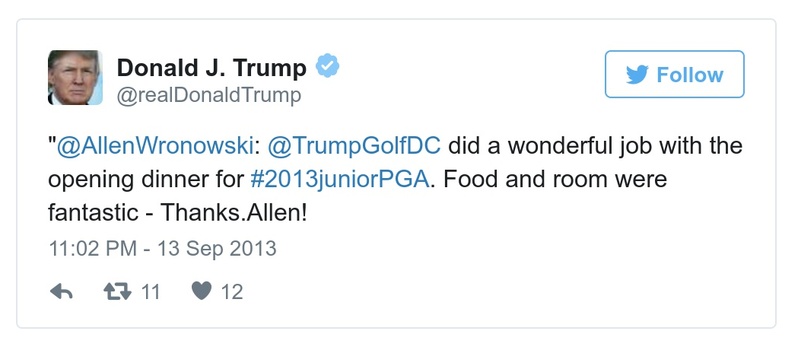 Donald J. Trump
@realDonaldTrump
Follow
"@AllenWronowski: @TrumpGolfDC did a wonderful job with the
opening dinner for #2013juniorPGA. Food and room were
fantastic - Thanks.Allen!
11:02 PM - 13 Sep 2013
11 12